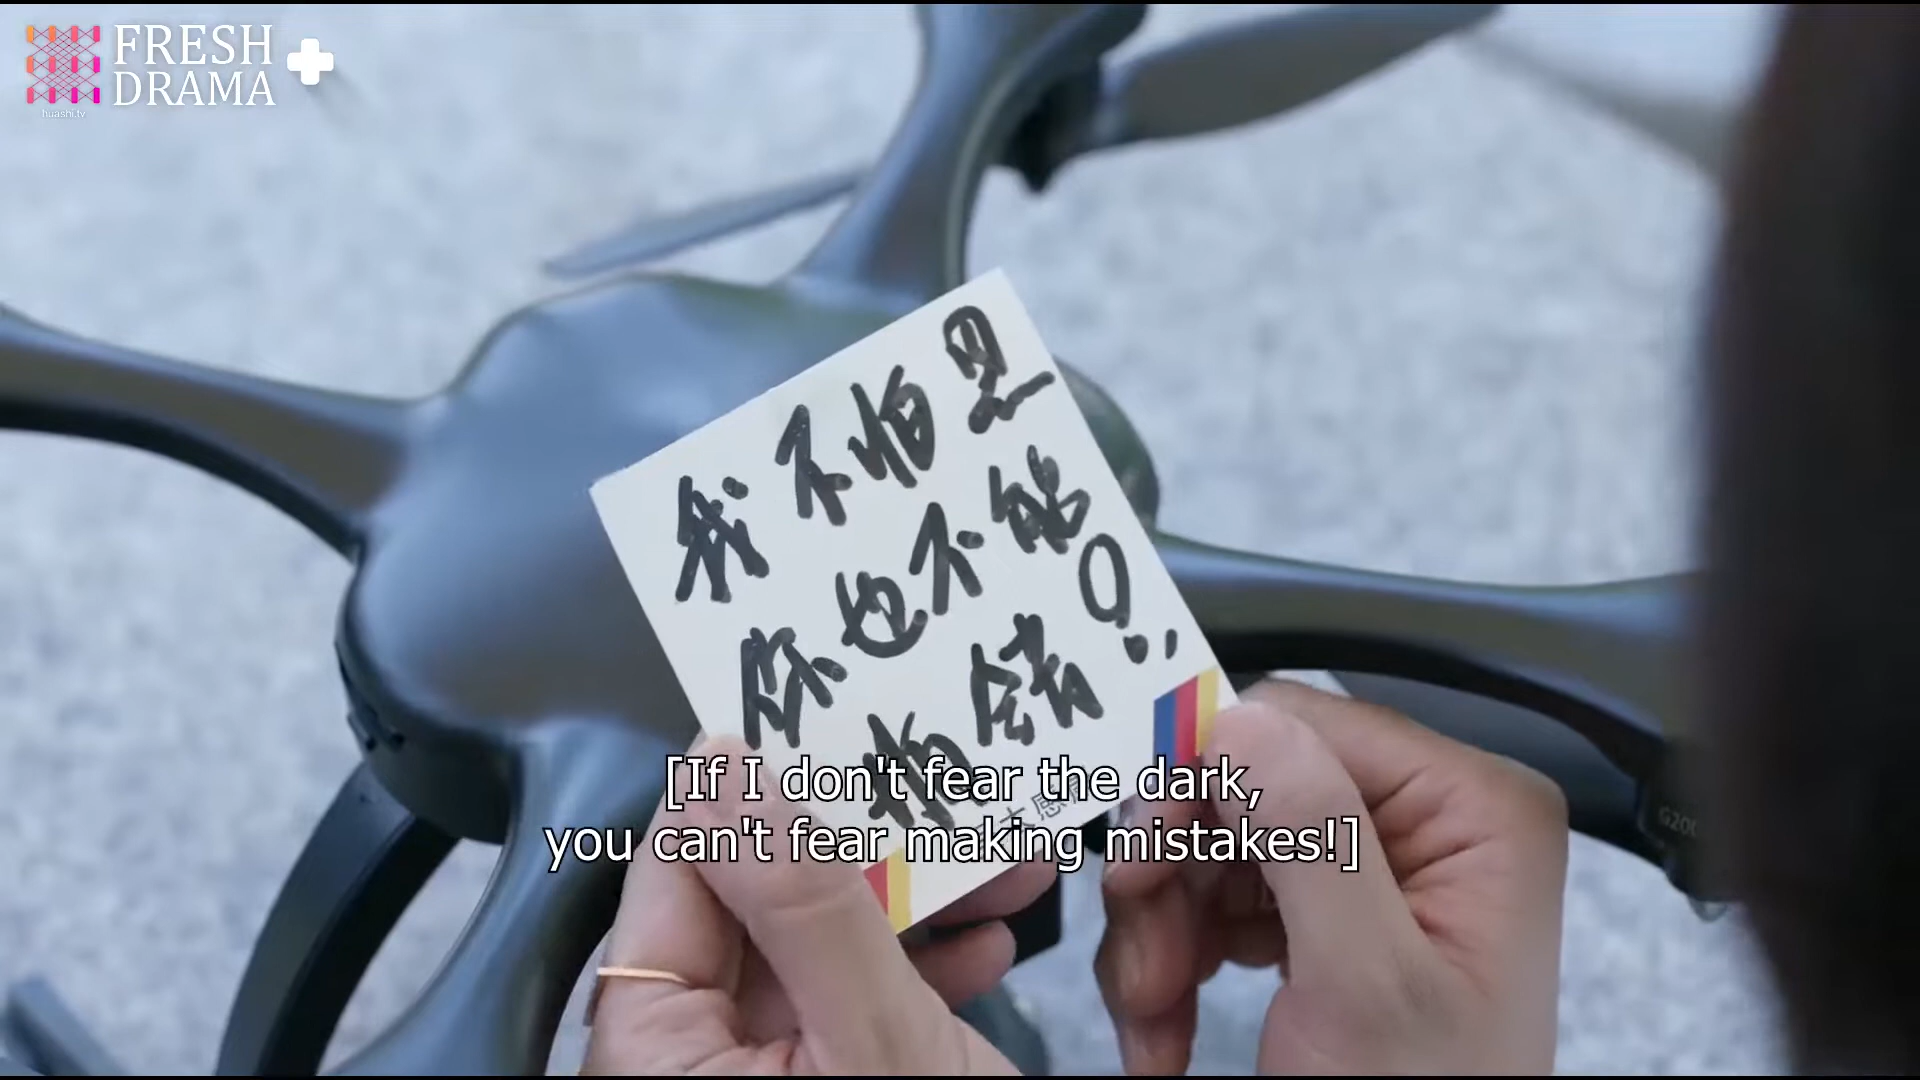 FRESH
DRAMA
huashi.tv
我不怕黑
你也不能
怕错!
[If I don't fear the dark,
you can't fear making mistakes!]